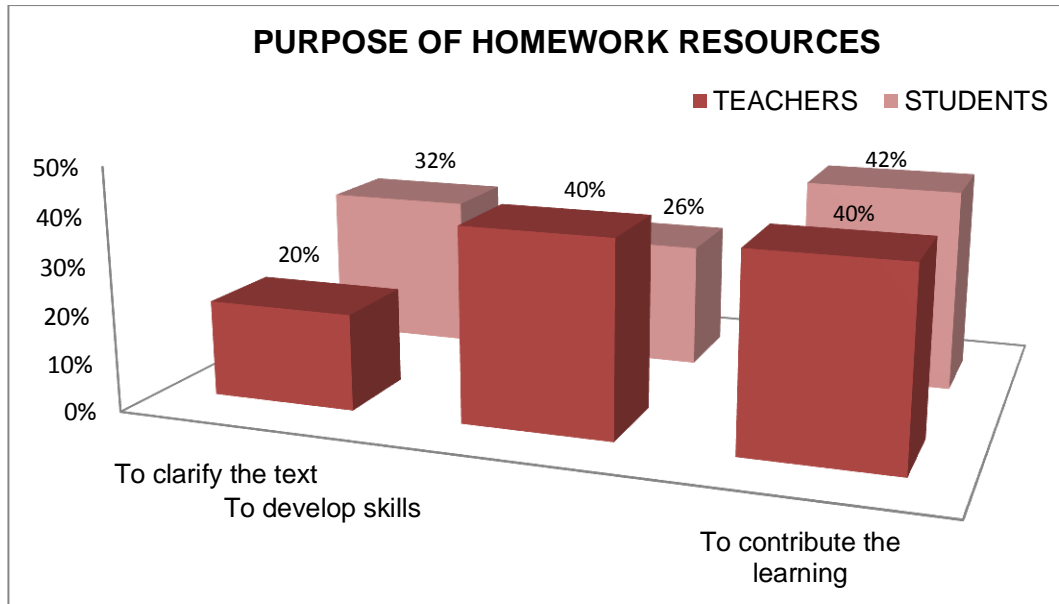 PURPOSE OF HOMEWORK RESOURCES
TEACHERS STUDENTS
50%
40%
30%
20%
10%
0%
20%
32%
40%
26%
40%
42%
To clarify the text
To develop skills
To contribute the
learning